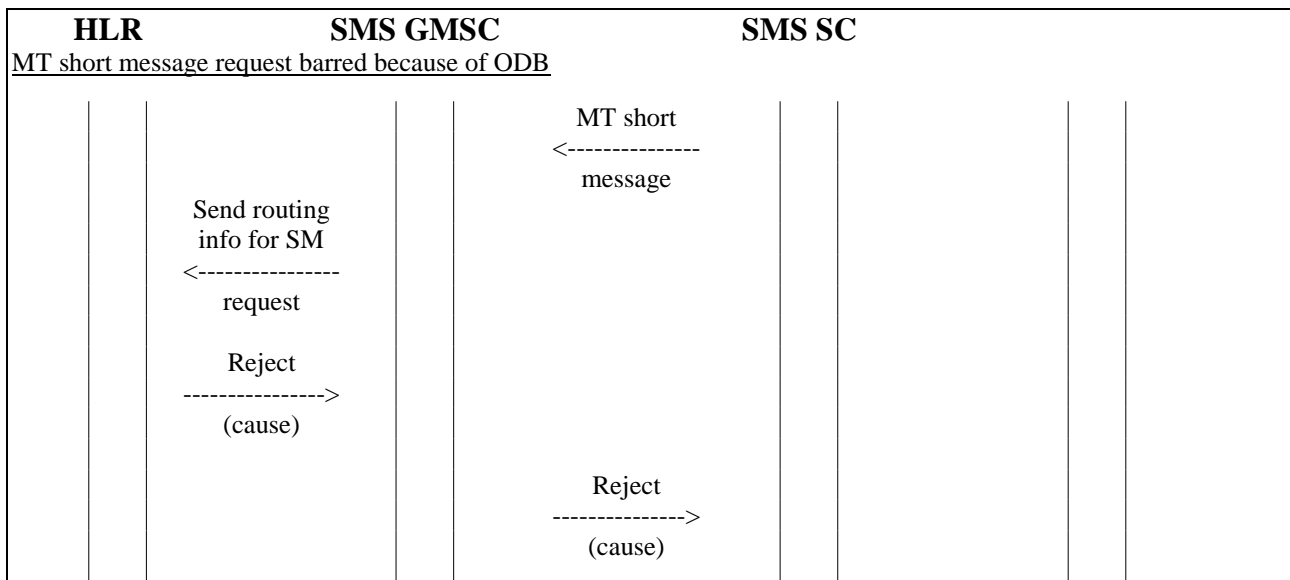 HLR SMS GMSC SMS SC
MT short message request barred because of ODB
MT short
<---------------
message
Send routing
info for SM
<----------------
request
Reject
---------------->
(cause)
Reject
--------------->
(cause)